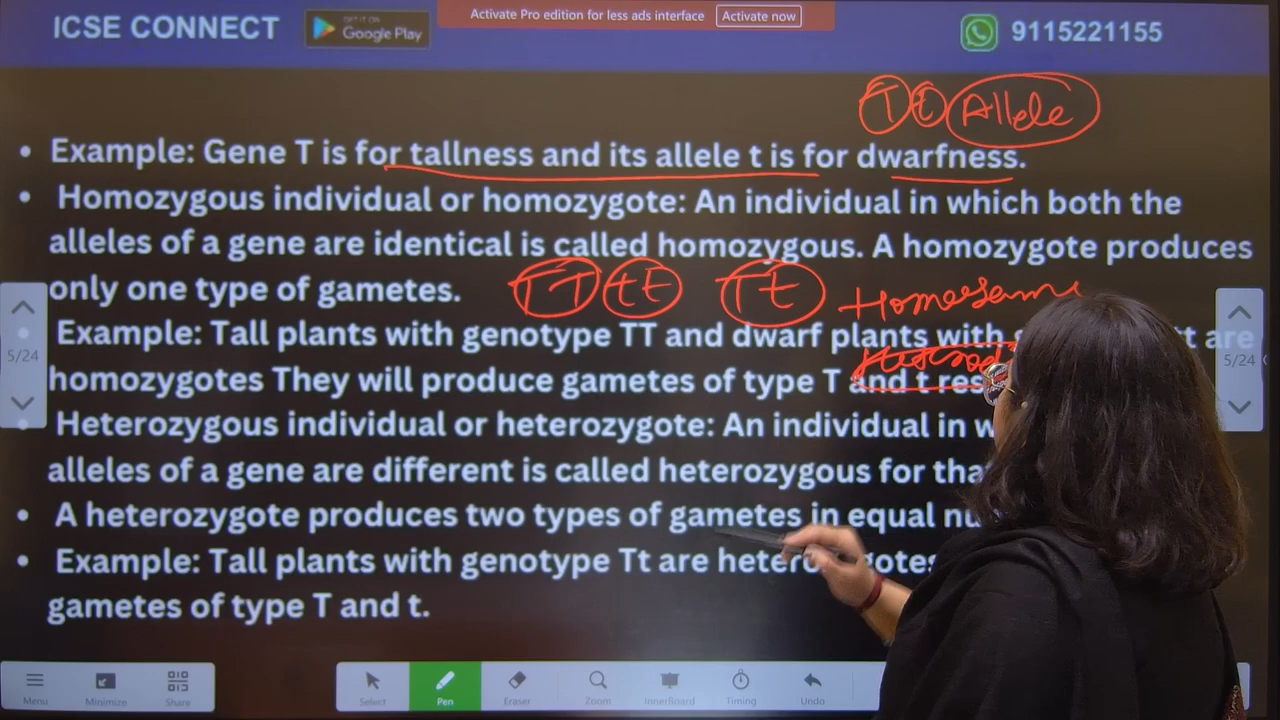 ICSE CONNECT
GET IT ON
Google Play
Activate Pro edition for less ads interface
Activate now
9115221155
T t Allele
Example: Gene T is for tallness and its allele t is for dwarfness.
Homozygous individual or homozygote: An individual in which both the
alleles of a gene are identical is called homozygous. A homozygote produces
only one type of gametes.
TT tt Tt
Example: Tall plants with genotype TT and dwarf plants with
t are
homozygotes They will produce gametes of type T and t res
Heterozygous individual or heterozygote: An individual in w
alleles of a gene are different is called heterozygous for tha
A heterozygote produces two types of gametes in equal nu
Example: Tall plants with genotype Tt are hetero
gotes
gametes of type T and t.
5/24
5/24
Menu
Minimize
Share
Select
Pen
Eraser
Zoom
InnerBoard
Timing
Undo